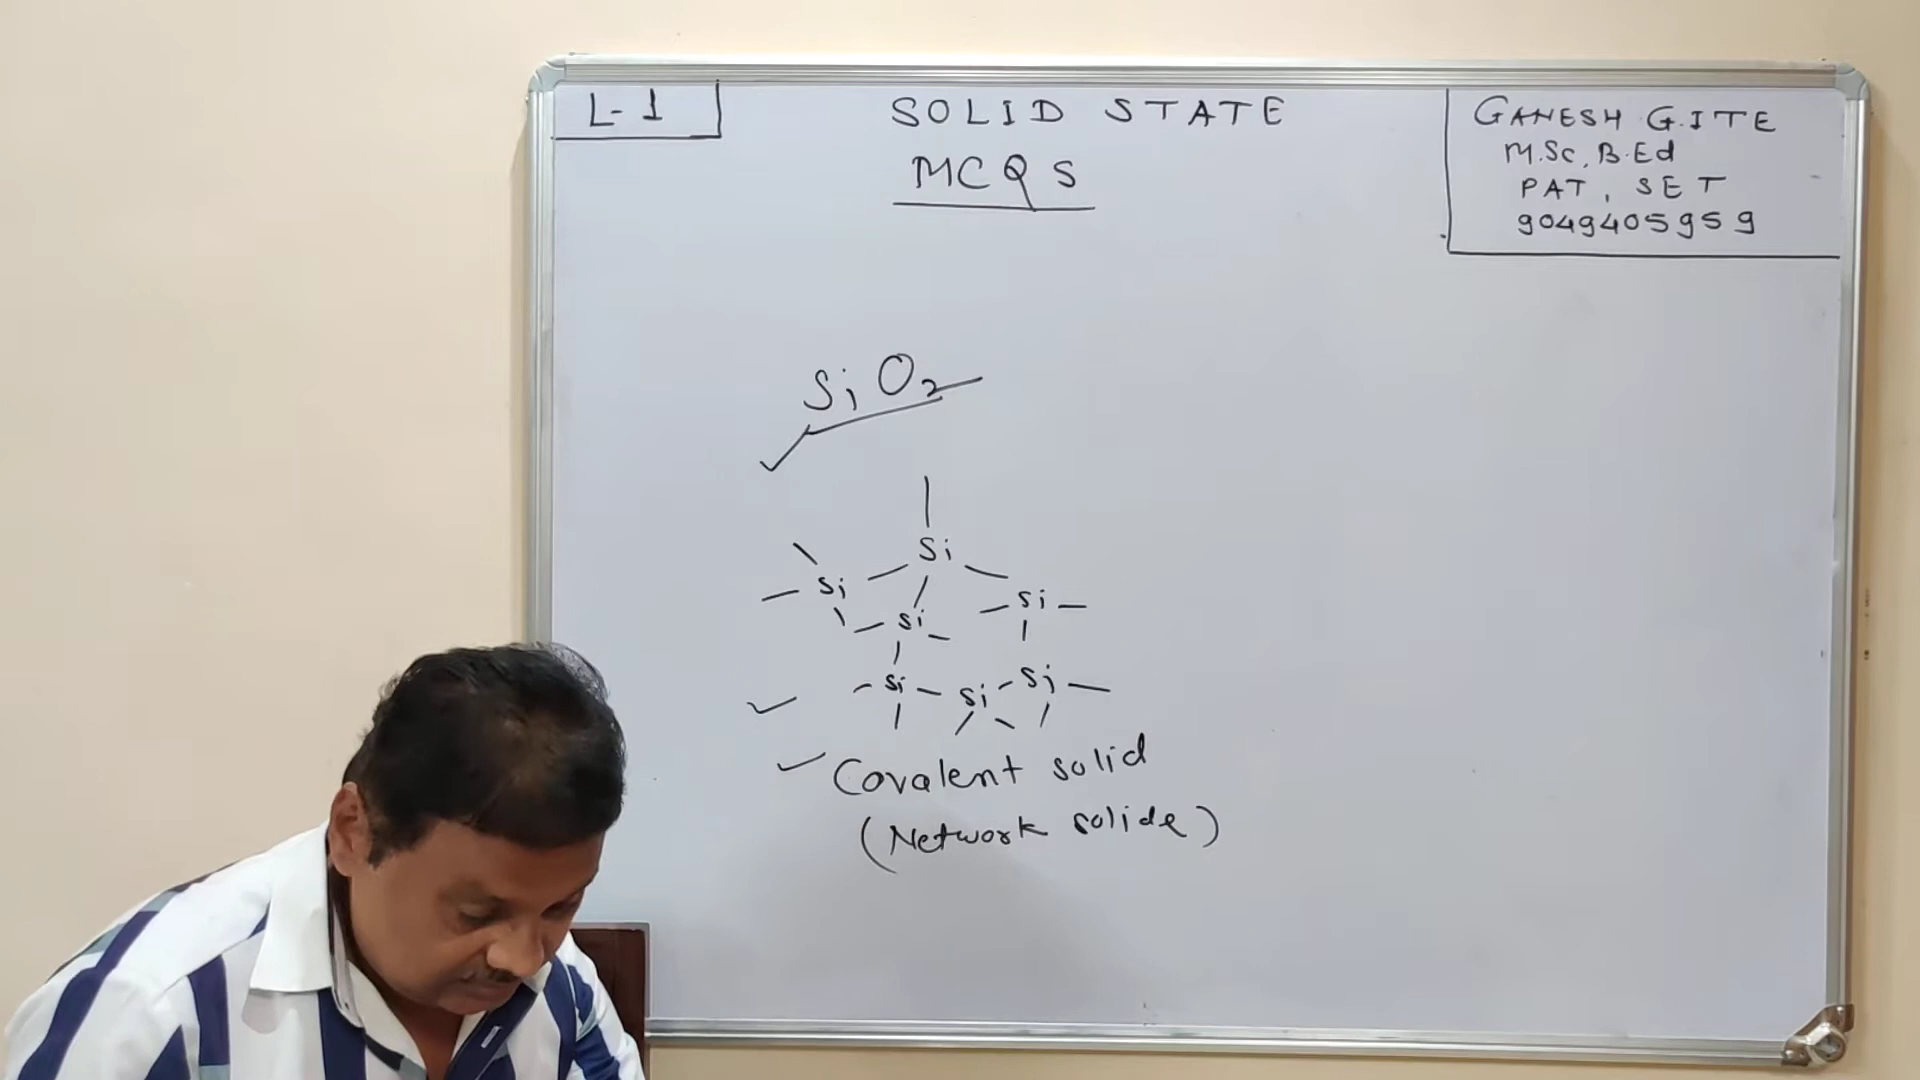 L-1
SOLID STATE
MCQS
GANESH GITE
M.Sc, B.Ed
PAT, SET
9049405959
SiO2
Si
Si
Si
Si
Si
Si
Si
Covalent solid
(Network solide)